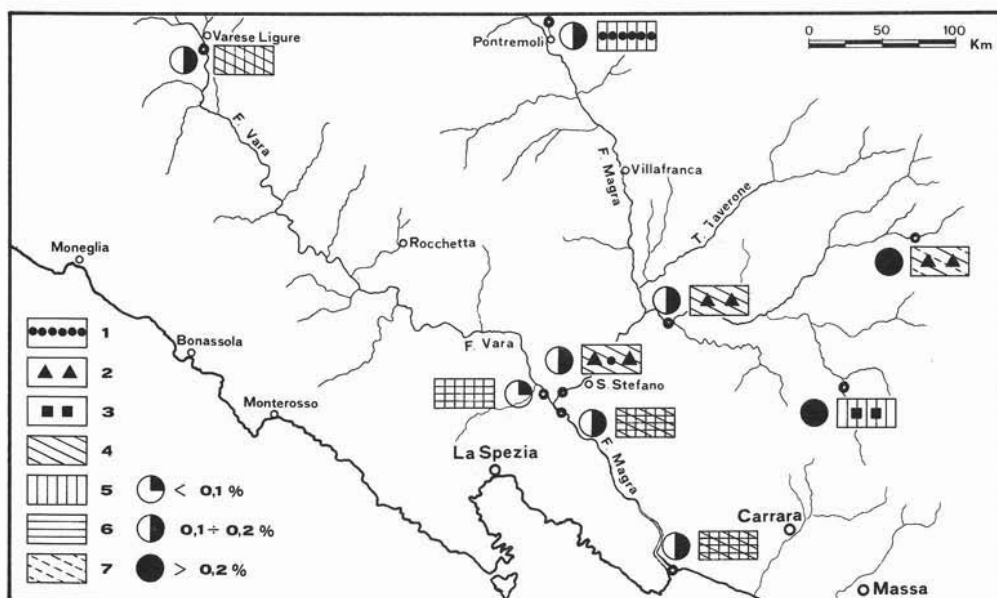 Varese Ligure
Pontremoli
0 50 100
Km
F. Vara
F. Magra
Villafranca
T. Taverone
Rocchetta
Moneglia
1
Bonassola
F. Vara
2
S. Stefano
3
Monterosso
4
La Spezia
F. Magra
5 < 0,1 %
Carrara
6 0,1 ÷ 0,2 %
7 > 0,2 %
Massa